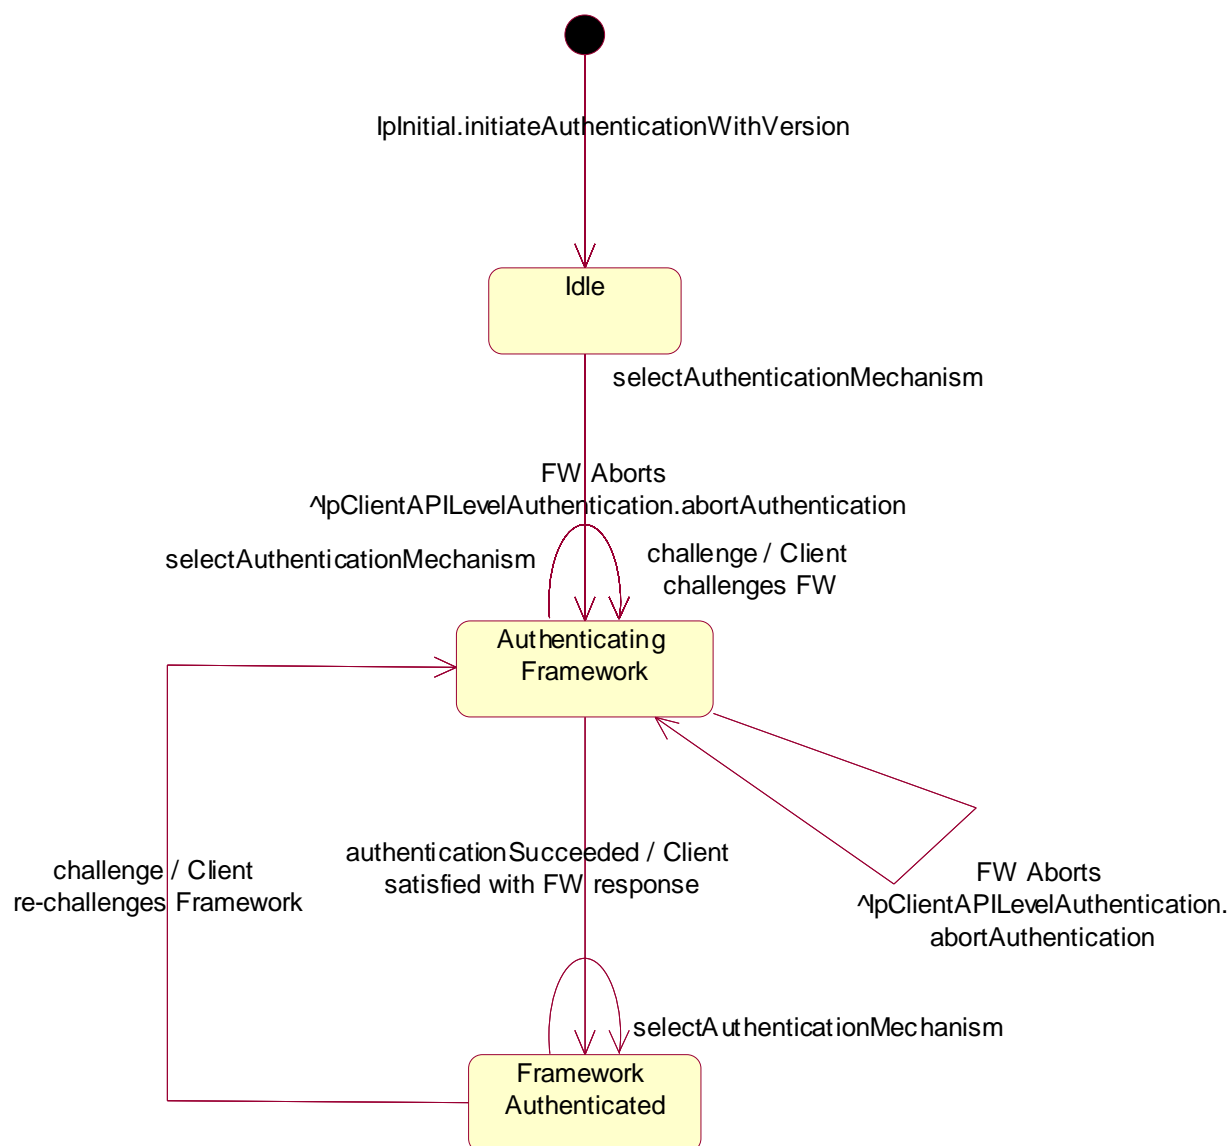 IpInitial.initiateAuthenticationWithVersion
Idle
selectAuthenticationMechanism
FW Aborts
^IpClientAPILevelAuthentication.abortAuthentication
selectAuthenticationMechanism
challenge / Client
challenges FW
Authenticating
Framework
authenticationSucceeded / Client
satisfied with FW response
challenge / Client
re-challenges Framework
FW Aborts
^IpClientAPILevelAuthentication.
abortAuthentication
selectAuthenticationMechanism
Framework
Authenticated